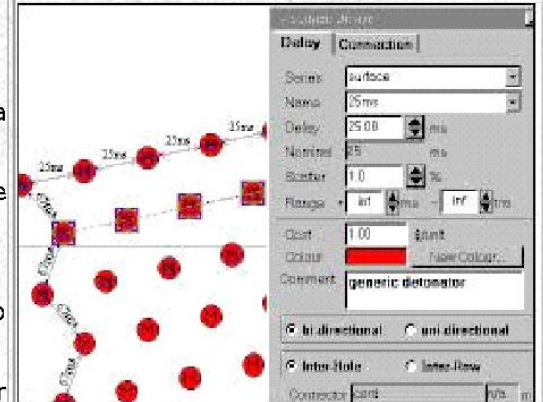 25ms 25ms 25ms 25ms
Delay Connection
Series surface
Name 25ms
Delay 25.00 ms
Nominal 25 ms
Scatter 1.0 %
Range + inf ms - inf ms
Cost 1.00 $/unit
Colour New Colour...
Comment generic detonator
bi-directional uni-directional
Inter-Hole Inter-Row
Connector cord n/a m